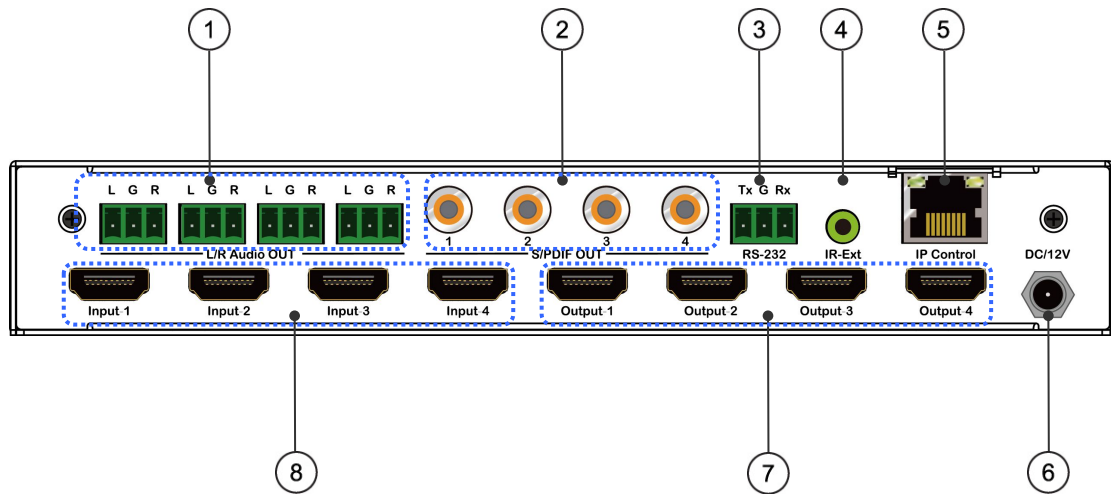 1 2 3 4 5
L G R L G R L G R L G R Tx G Rx
1 2 3 4
L/R Audio OUT S/PDIF OUT RS-232 IR-Ext IP Control DC/12V
Input-1 Input-2 Input-3 Input-4 Output-1 Output-2 Output-3 Output-4
8 7 6